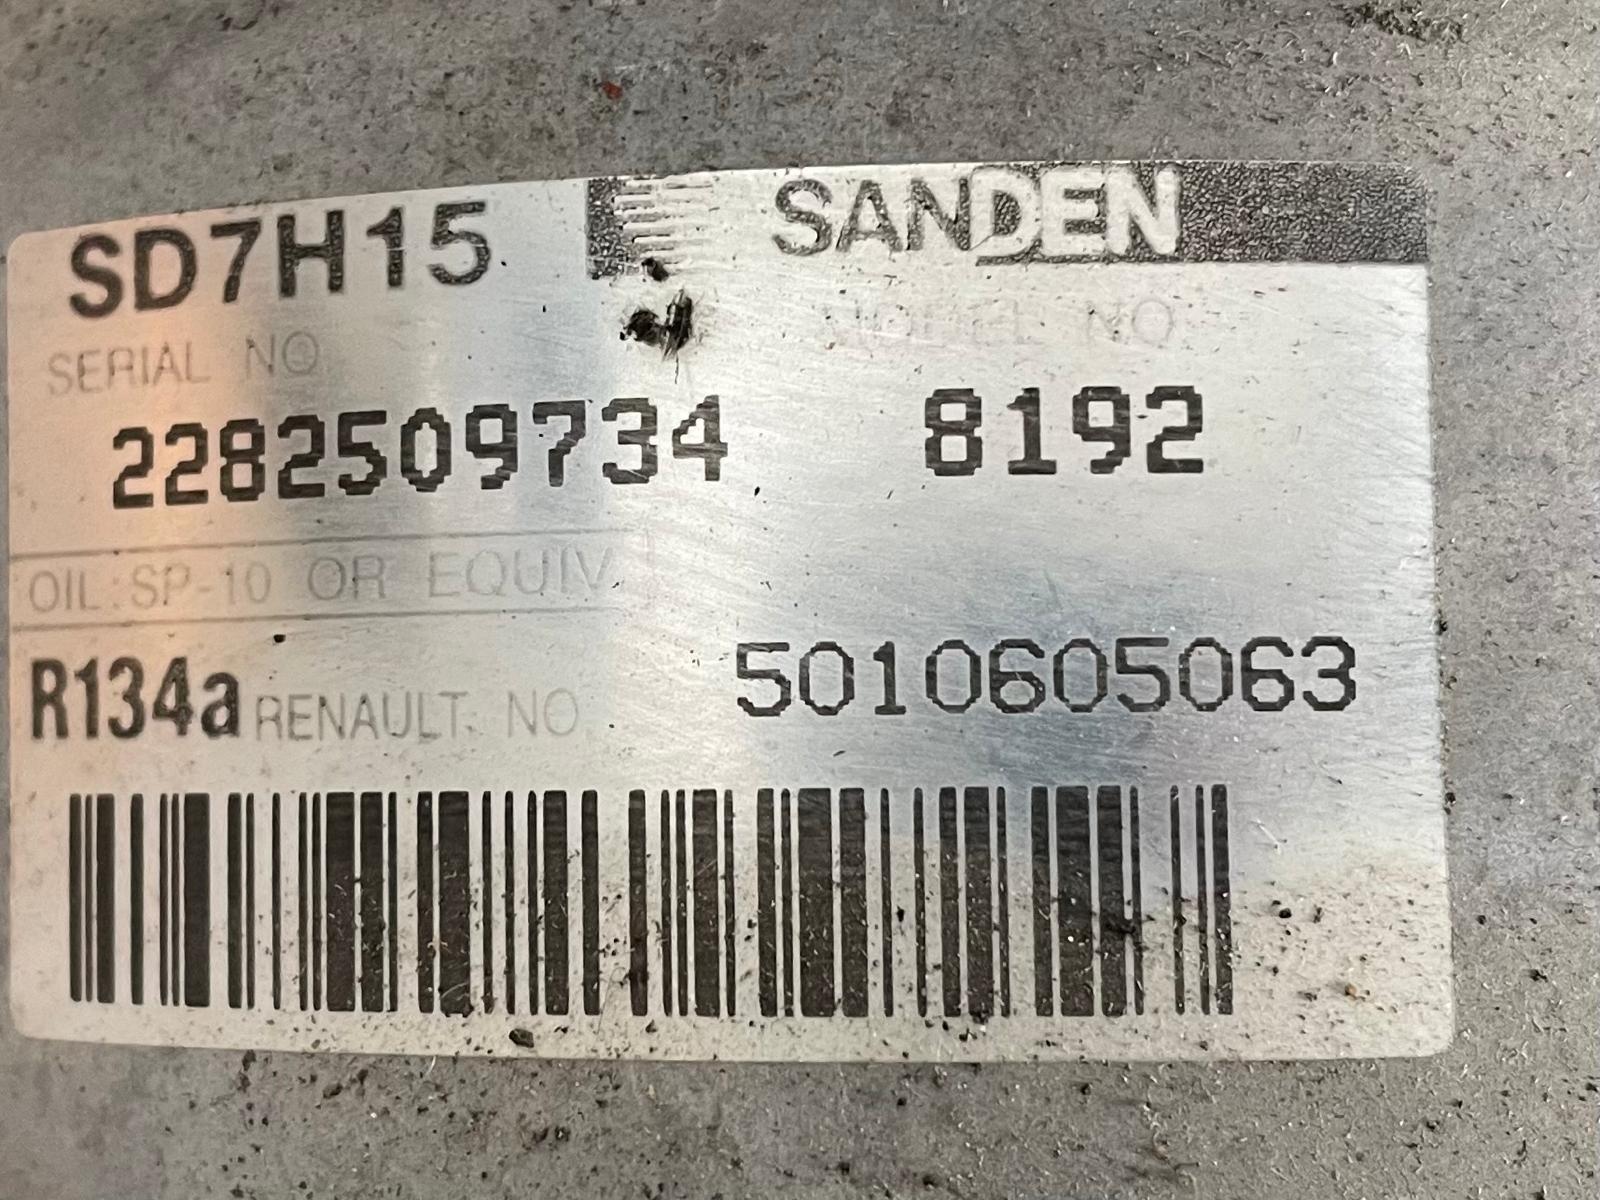 SD7H15 SANDEN
SERIAL NO MODEL NO
2282509734 8192
OIL:SP-10 OR EQUIV
R134a RENAULT NO 5010605063